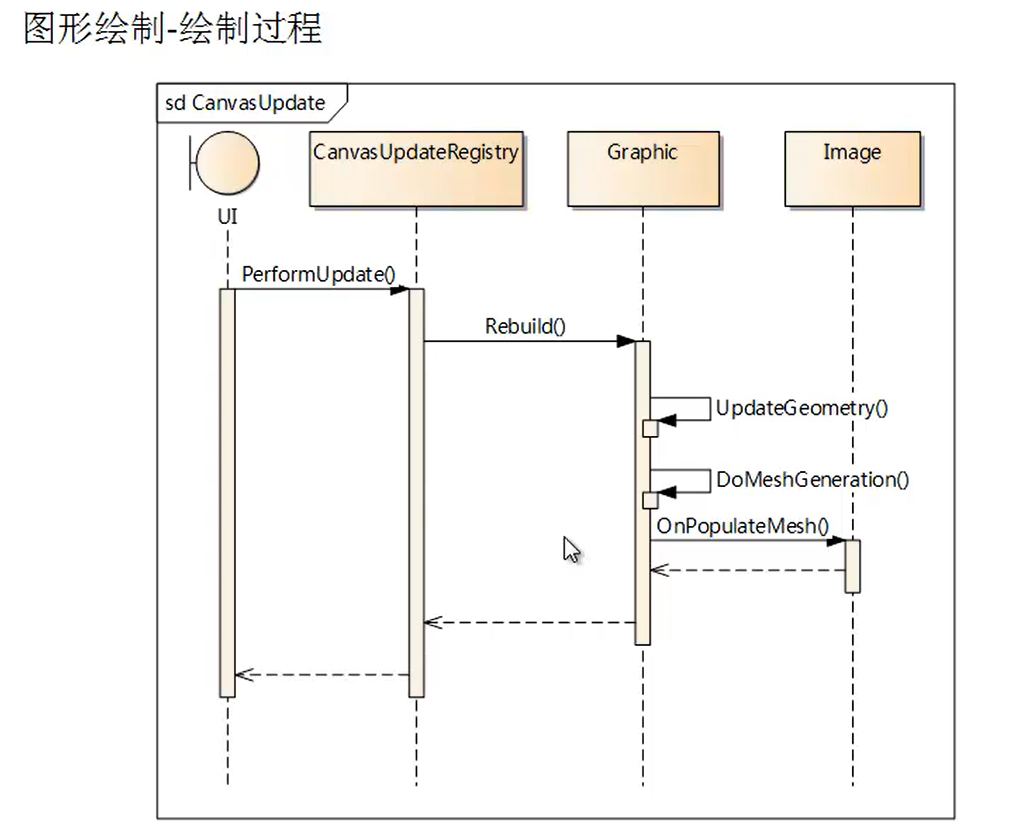 图形绘制-绘制过程
sd CanvasUpdate
CanvasUpdateRegistry
Graphic
Image
UI
PerformUpdate()
Rebuild()
UpdateGeometry()
DoMeshGeneration()
OnPopulateMesh()